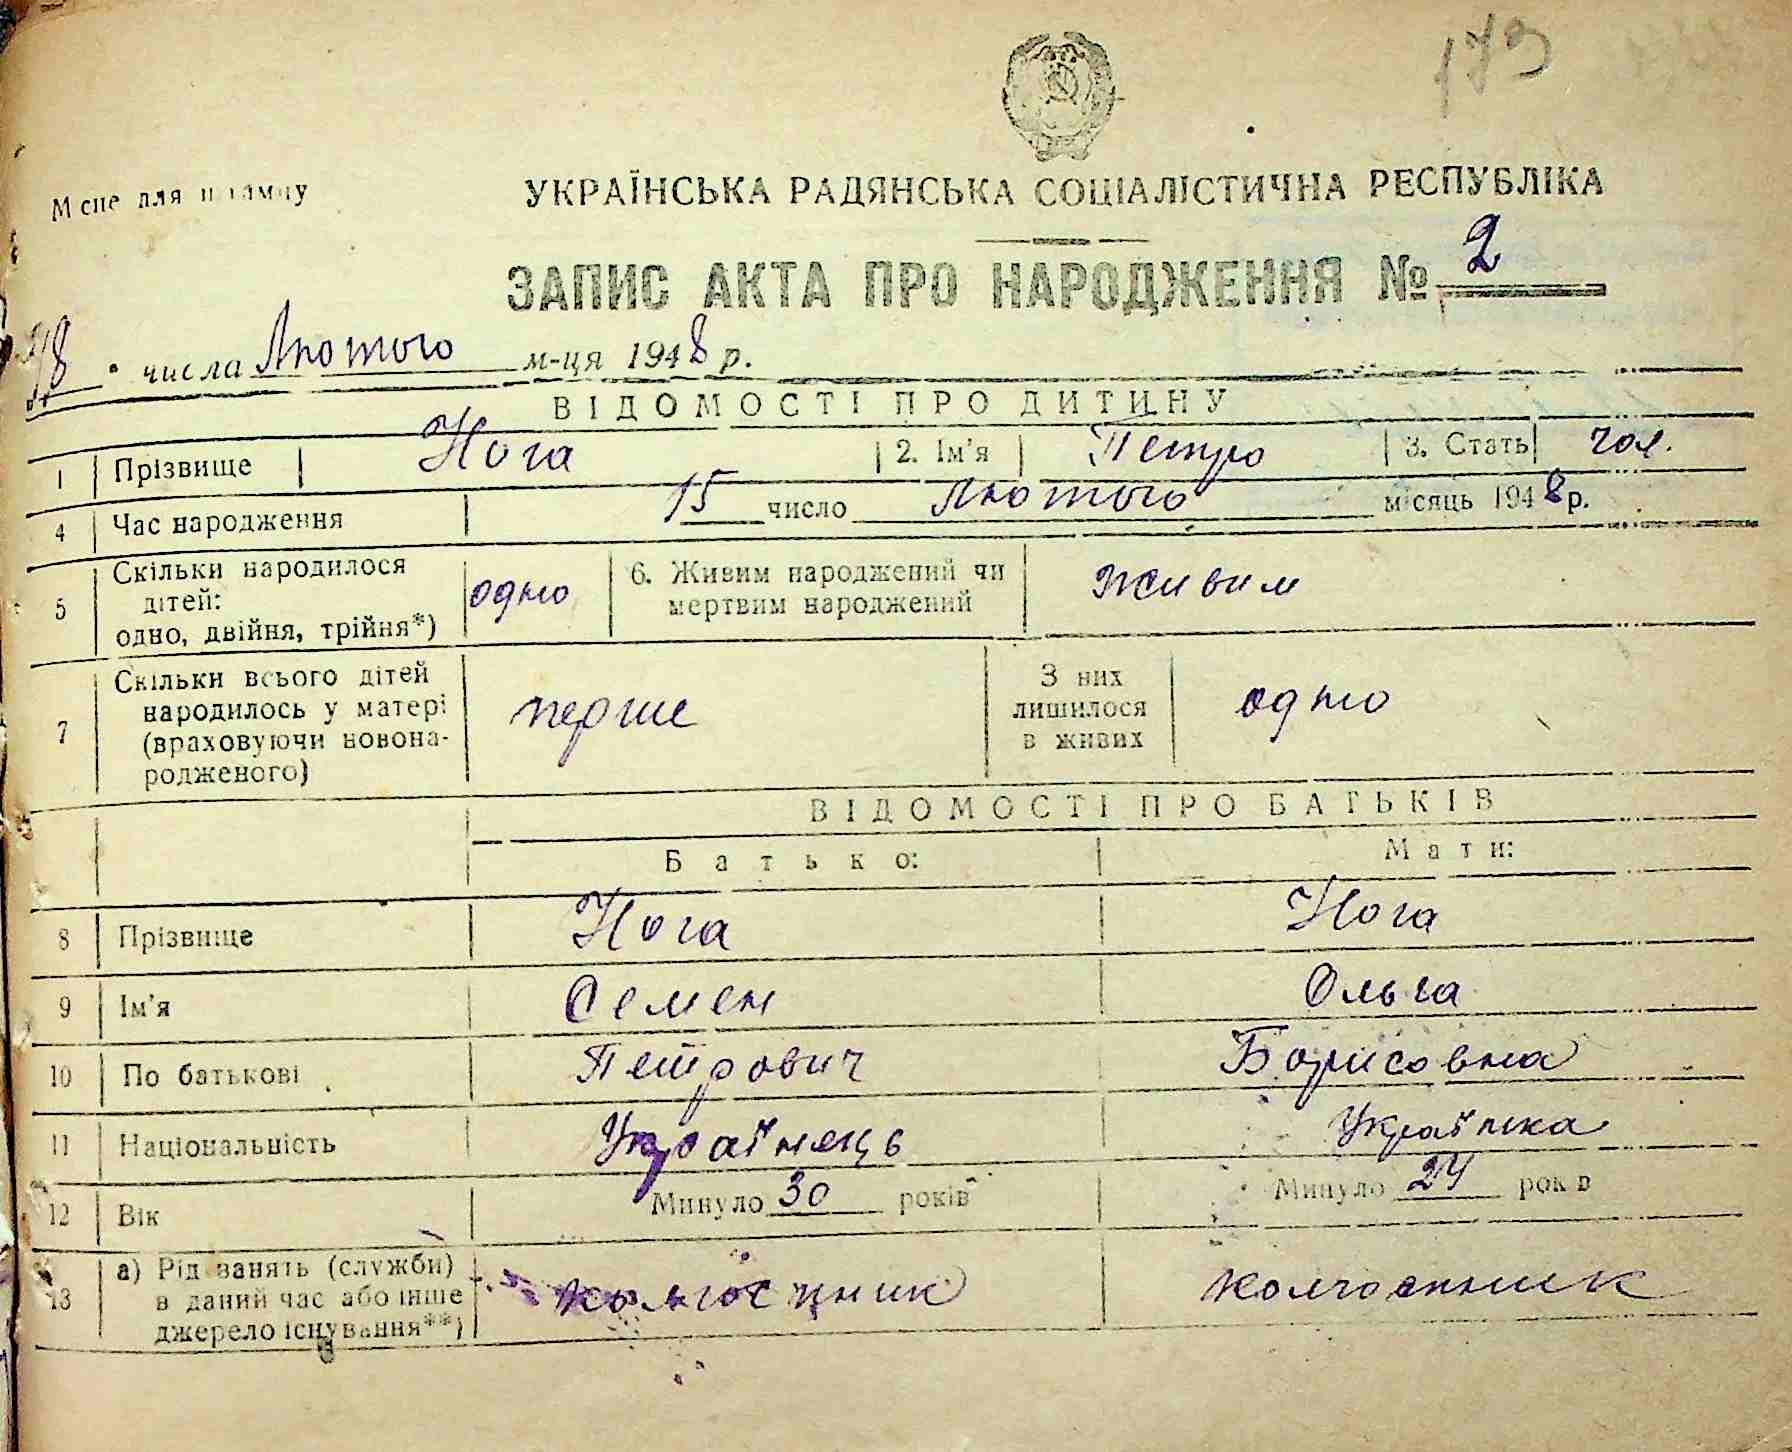 173
Місце для штампу
УКРАЇНСЬКА РАДЯНСЬКА СОЦІАЛІСТИЧНА РЕСПУБЛІКА
ЗАПИС АКТА ПРО НАРОДЖЕННЯ № 2
18 числа Лютого м-ця 1948 р.
ВІДОМОСТІ ПРО ДИТИНУ
1 Прізвище Нога 2. Ім'я Петро 3. Стать чол.
4 Час народження 15 число Лютого місяць 1948 р.
5 Скільки народилося дітей: одно, двійня, трійня*) одно 6. Живим народжений чи мертвим народжений живим
7 Скільки всього дітей народилось у матері (враховуючи новонародженого) перше З них лишилося в живих одно
ВІДОМОСТІ ПРО БАТЬКІВ
Батько: Мати:
8 Прізвище Нога Нога
9 Ім'я Семен Ольга
10 По батькові Петрович Борисовна
11 Національність Українець Українка
12 Вік Минуло 30 років Минуло 24 років
13 а) Рід занять (служби) в даний час або інше джерело існування**) колгоспник колгоспник